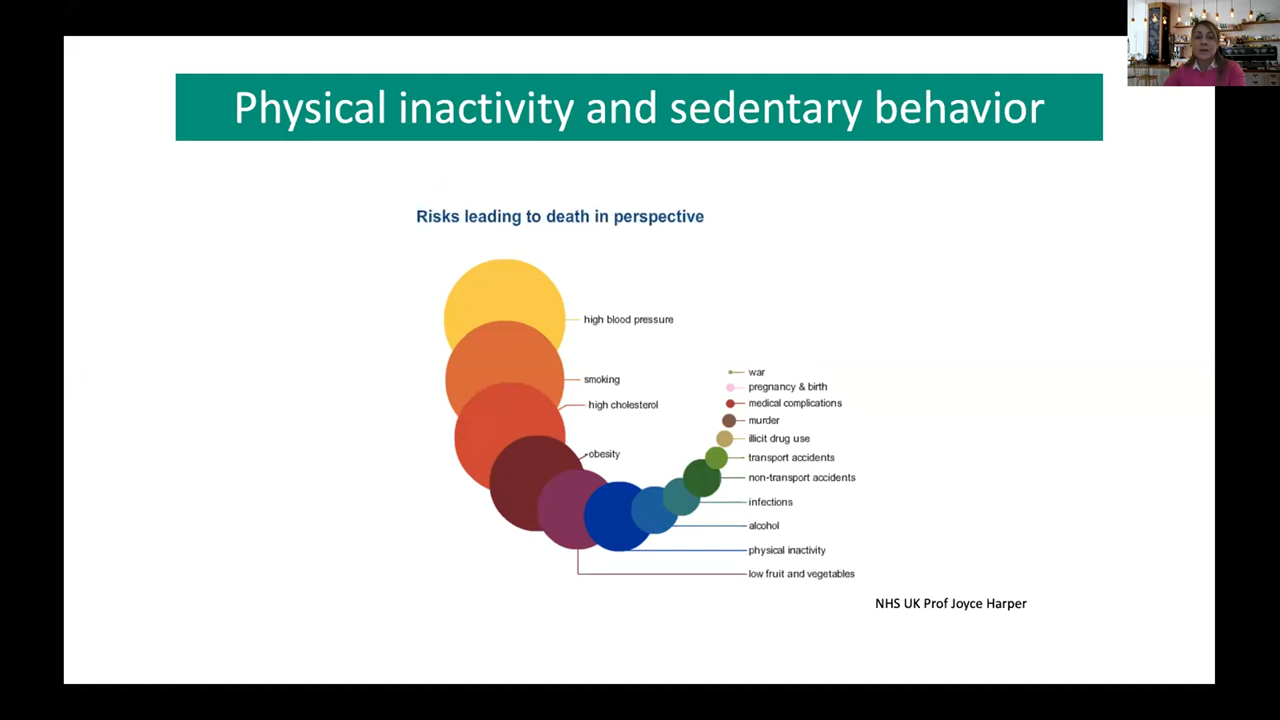 Physical inactivity and sedentary behavior
Risks leading to death in perspective
high blood pressure
smoking
high cholesterol
obesity
war
pregnancy & birth
medical complications
murder
illicit drug use
transport accidents
non-transport accidents
infections
alcohol
physical inactivity
low fruit and vegetables
NHS UK Prof Joyce Harper